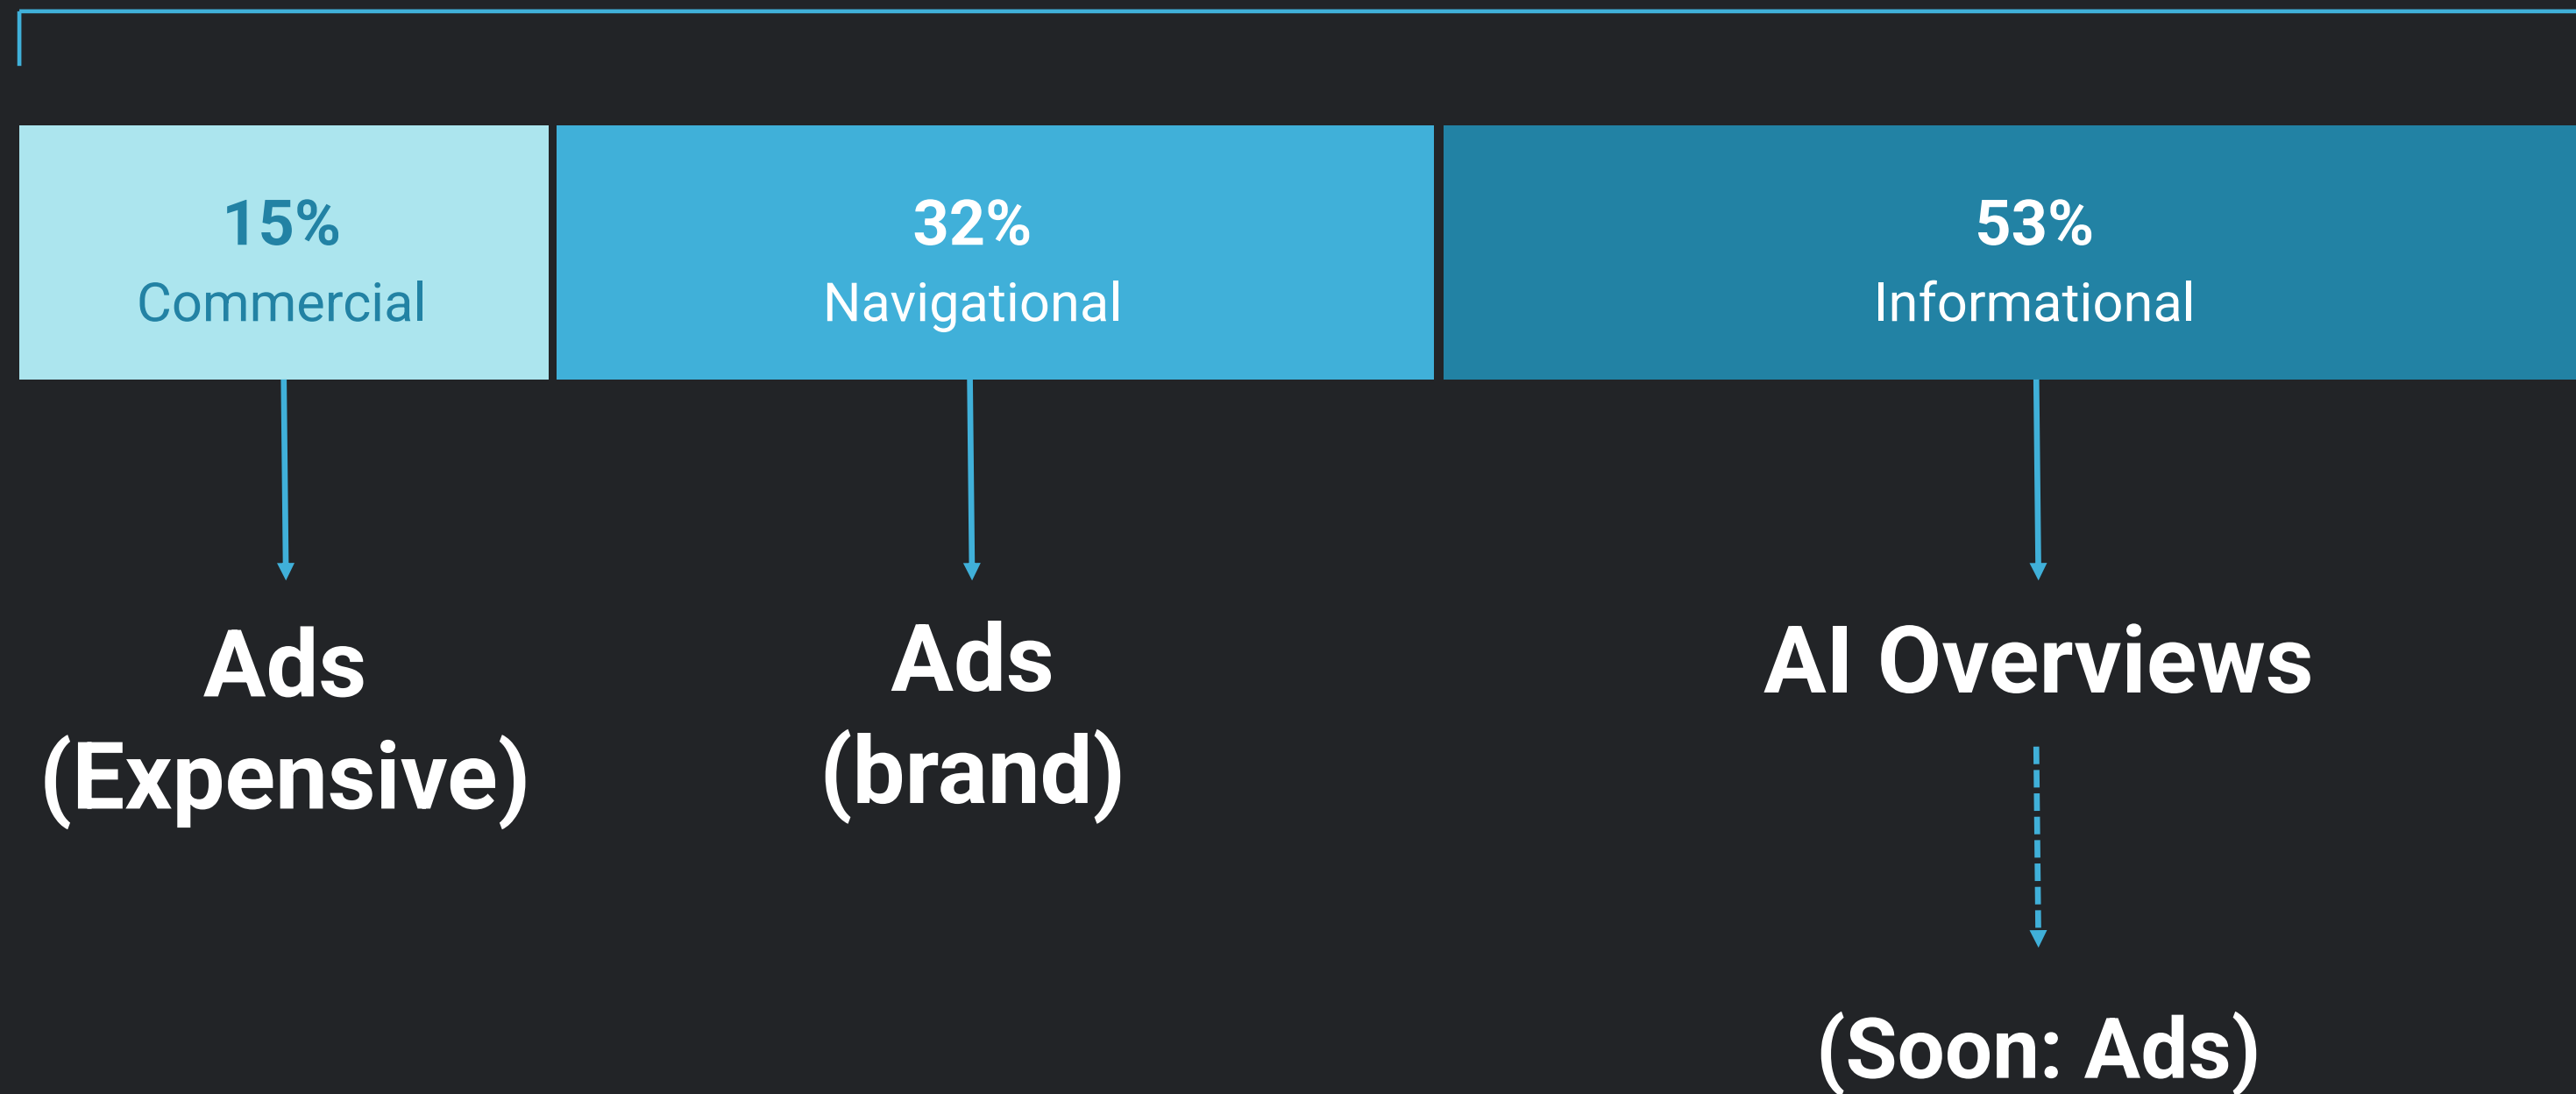 15%
Commercial
32%
Navigational
53%
Informational
Ads
(Expensive)
Ads
(brand)
AI Overviews
(Soon: Ads)